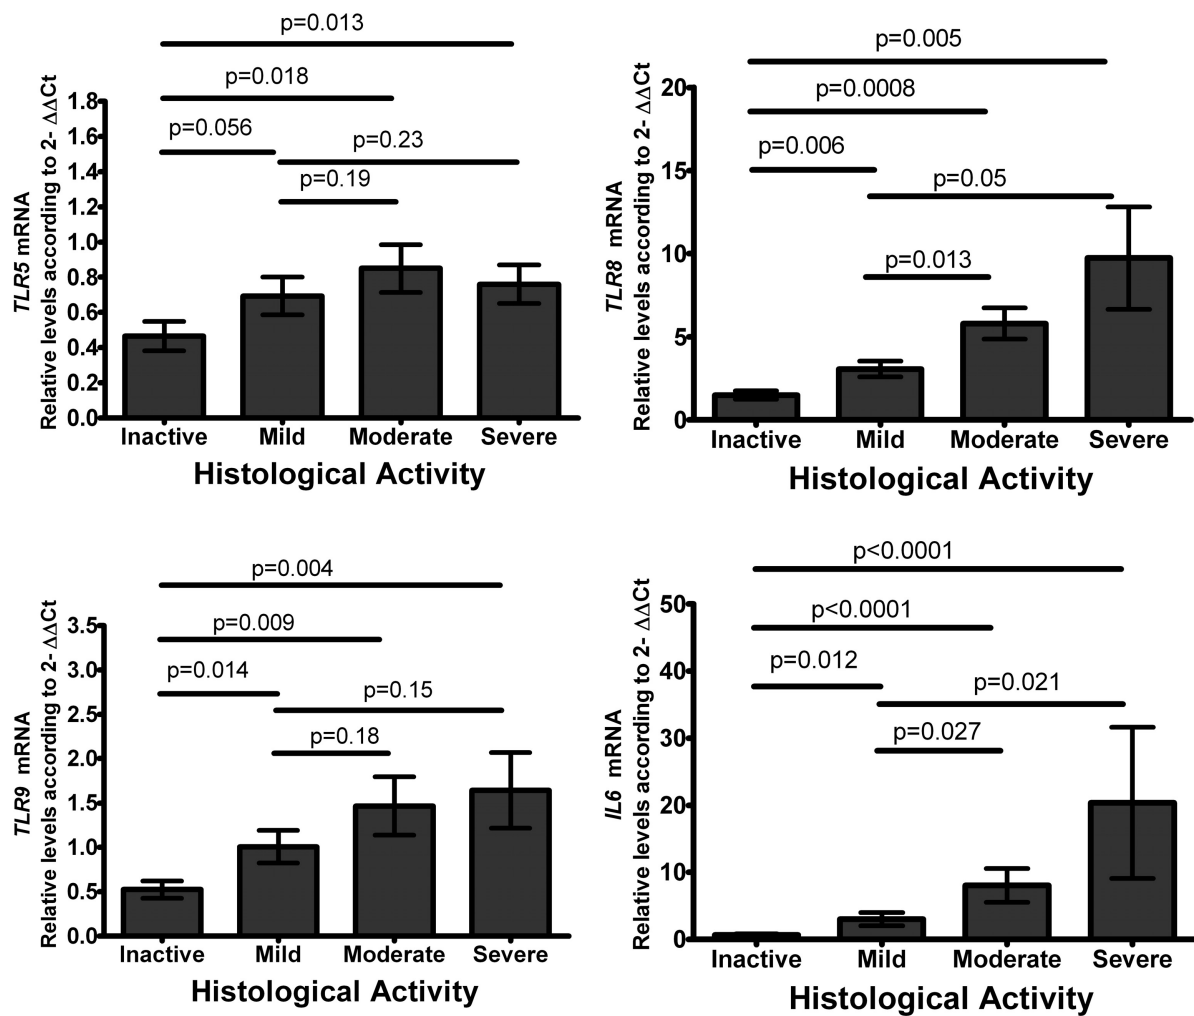 p=0.013
p=0.018
p=0.056
p=0.23
p=0.19
TLR5 mRNA
Relative levels according to 2- ΔΔCt
1.8
1.6
1.4
1.2
1.0
0.8
0.6
0.4
0.2
0.0
Inactive Mild Moderate Severe
Histological Activity
p=0.005
p=0.0008
p=0.006
p=0.05
p=0.013
TLR8 mRNA
Relative levels according to 2- ΔΔCt
20
15
10
5
0
Inactive Mild Moderate Severe
Histological Activity
p=0.004
p=0.009
p=0.014
p=0.15
p=0.18
TLR9 mRNA
Relative levels according to 2- ΔΔCt
3.5
3.0
2.5
2.0
1.5
1.0
0.5
0.0
Inactive Mild Moderate Severe
Histological Activity
p<0.0001
p<0.0001
p=0.012
p=0.021
p=0.027
IL6 mRNA
Relative levels according to 2- ΔΔCt
50
40
30
20
10
0
Inactive Mild Moderate Severe
Histological Activity